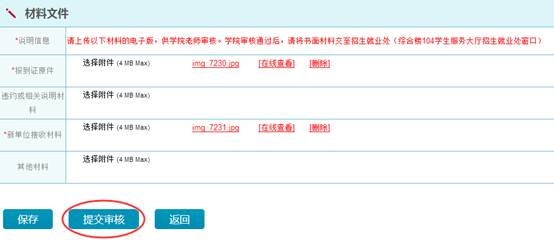 材料文件
*说明信息 请上传以下材料的电子版，供学院老师审核。学院审核通过后，请将书面材料交至招生就业处（综合楼104学生服务大厅招生就业处窗口）
*报到证原件 选择附件 (4 MB Max) img_7230.jpg [在线查看] [删除]
违约或相关说明材料 选择附件 (4 MB Max)
*新单位接收材料 选择附件 (4 MB Max) img_7231.jpg [在线查看] [删除]
其他材料 选择附件 (4 MB Max)
保存 提交审核 返回